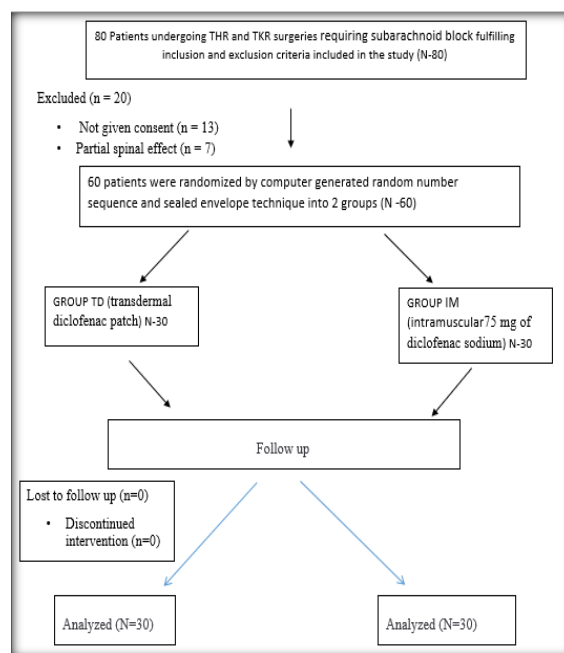 80 Patients undergoing THR and TKR surgeries requiring subarachnoid block fulfilling
inclusion and exclusion criteria included in the study (N-80)
Excluded (n = 20)
• Not given consent (n = 13)
• Partial spinal effect (n = 7)
60 patients were randomized by computer generated random number
sequence and sealed envelope technique into 2 groups (N -60)
GROUP TD (transdermal
diclofenac patch) N-30
GROUP IM
(intramuscular75 mg of
diclofenac sodium) N-30
Follow up
Lost to follow up (n=0)
• Discontinued
intervention (n=0)
Analyzed (N=30)
Analyzed (N=30)